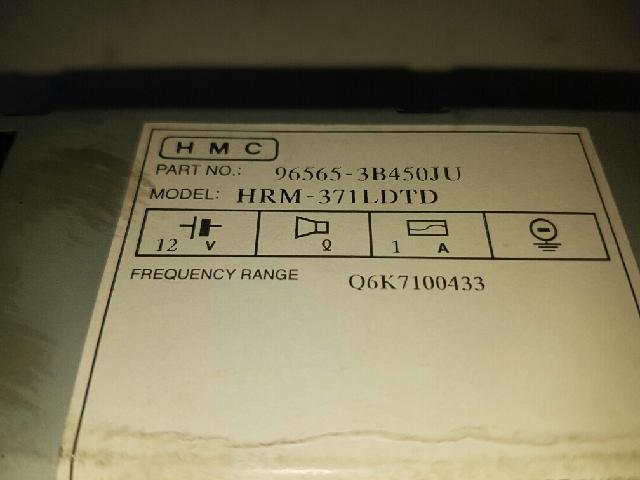 HMC
PART NO.: 96565-3B450JU
MODEL: HRM-371LDTD
12 V Ω 1 A
FREQUENCY RANGE Q6K7100433